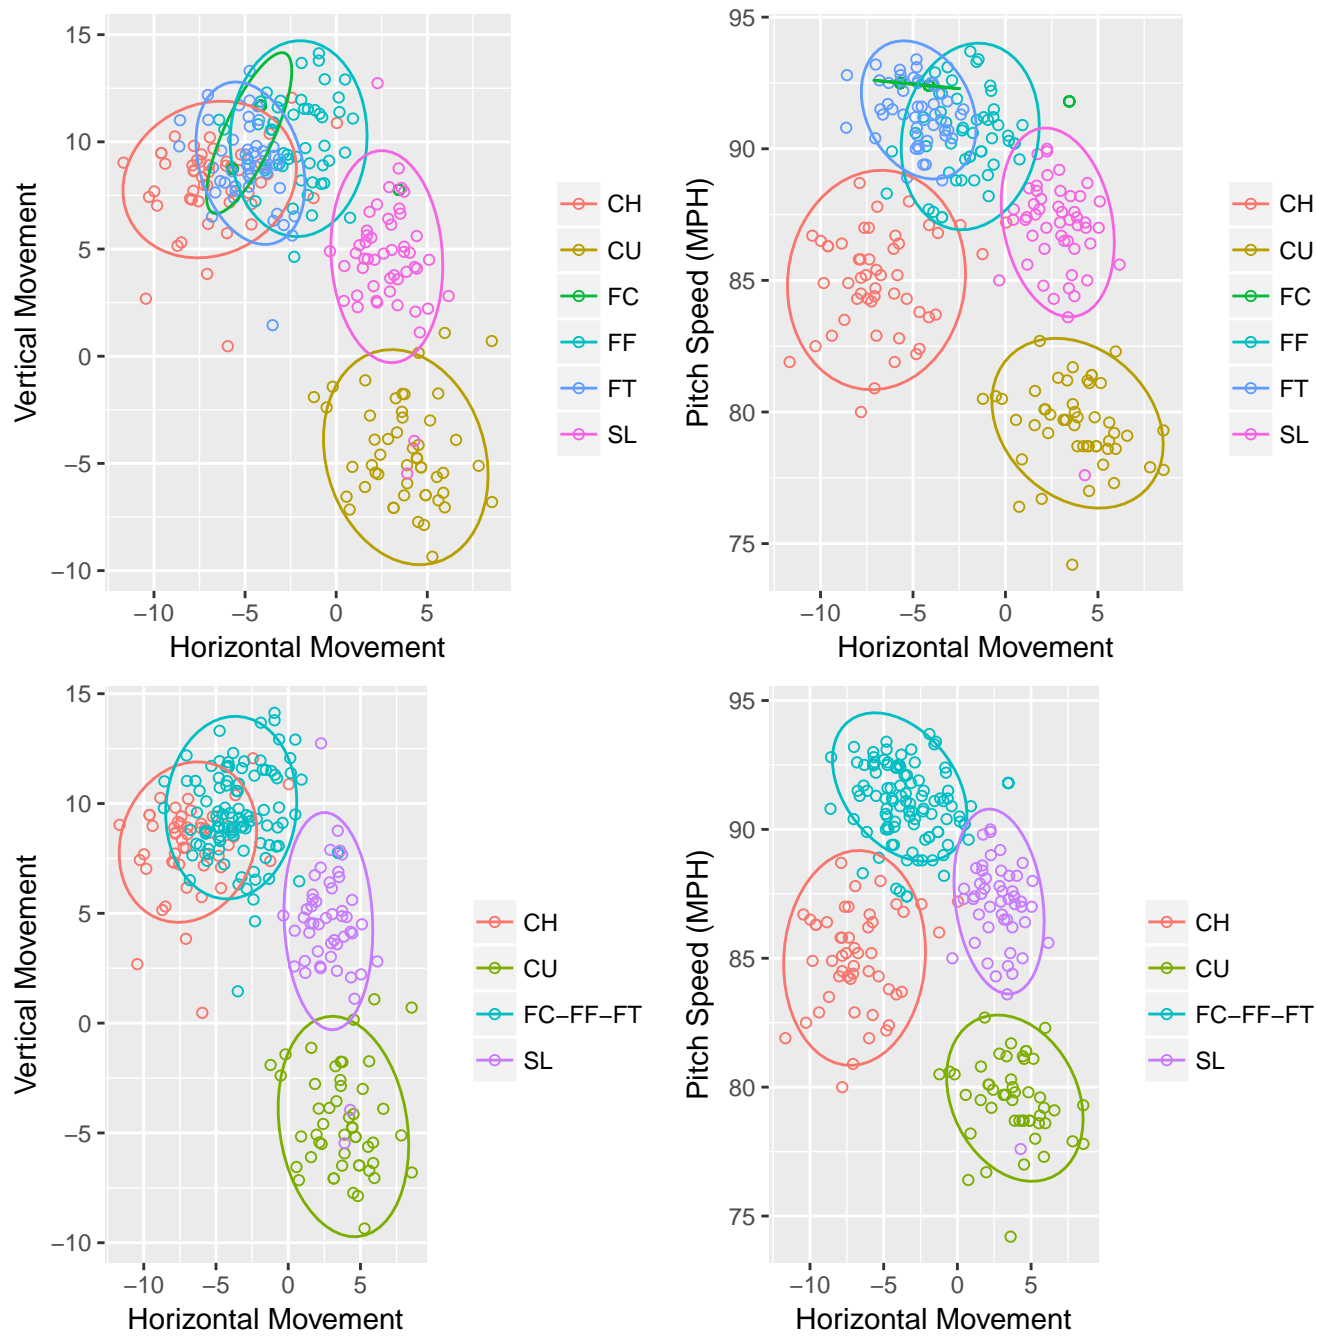 15
10
5
0
−5
−10
Vertical Movement
−10 −5 0 5
Horizontal Movement
CH
CU
FC
FF
FT
SL
95
90
85
80
75
Pitch Speed (MPH)
−10 −5 0 5
Horizontal Movement
CH
CU
FC
FF
FT
SL
15
10
5
0
−5
−10
Vertical Movement
−10 −5 0 5
Horizontal Movement
CH
CU
FC−FF−FT
SL
95
90
85
80
75
Pitch Speed (MPH)
−10 −5 0 5
Horizontal Movement
CH
CU
FC−FF−FT
SL